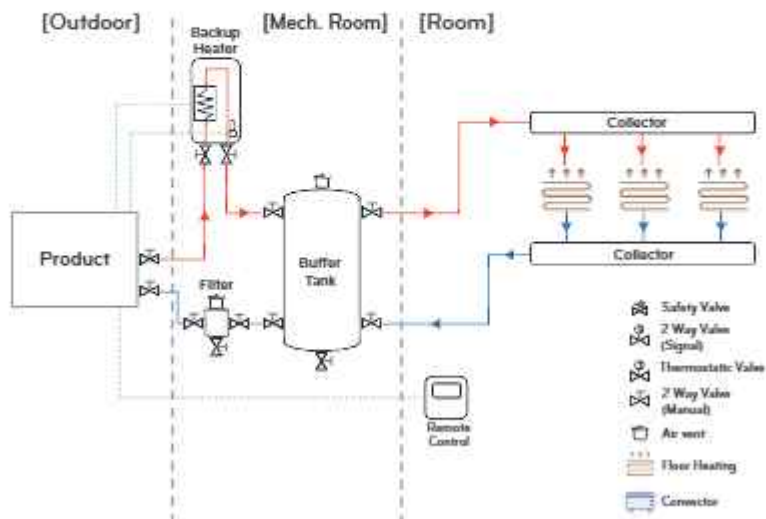 [Outdoor]
[Mech. Room]
[Room]
Backup
Heater
Collector
Product
Buffer
Tank
Filter
Collector
Safety Valve
2 Way Valve
(Signal)
Thermostatic Valve
2 Way Valve
(Manual)
Remote
Control
Air vent
Floor Heating
Convector